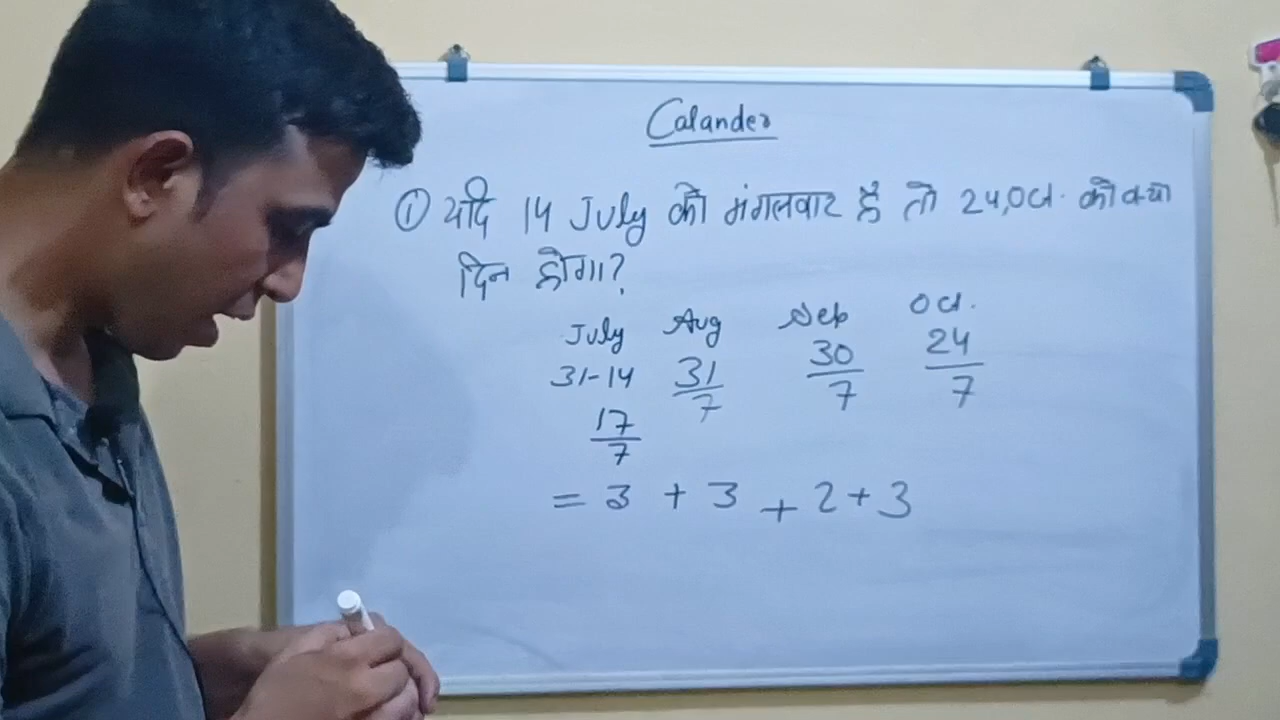 Calander
① यदि 14 July को मंगलवार है तो 24, Oct. को क्या
दिन होगा?
July Aug Sep Oct.
31-14 31/7 30/7 24/7
17/7
= 3 + 3 + 2 + 3